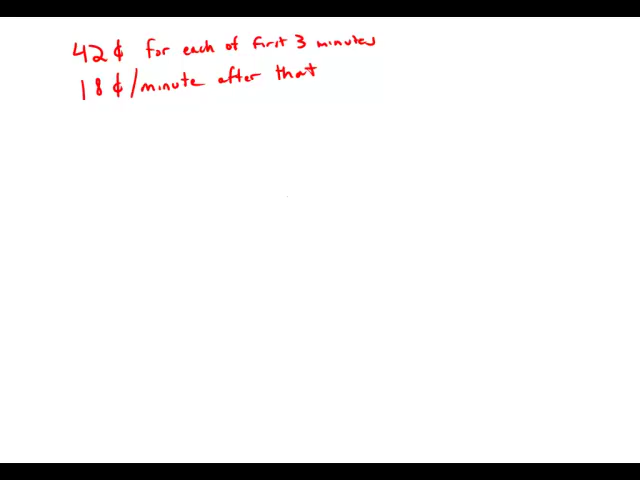 42¢ for each of first 3 minutes
18¢/minute after that